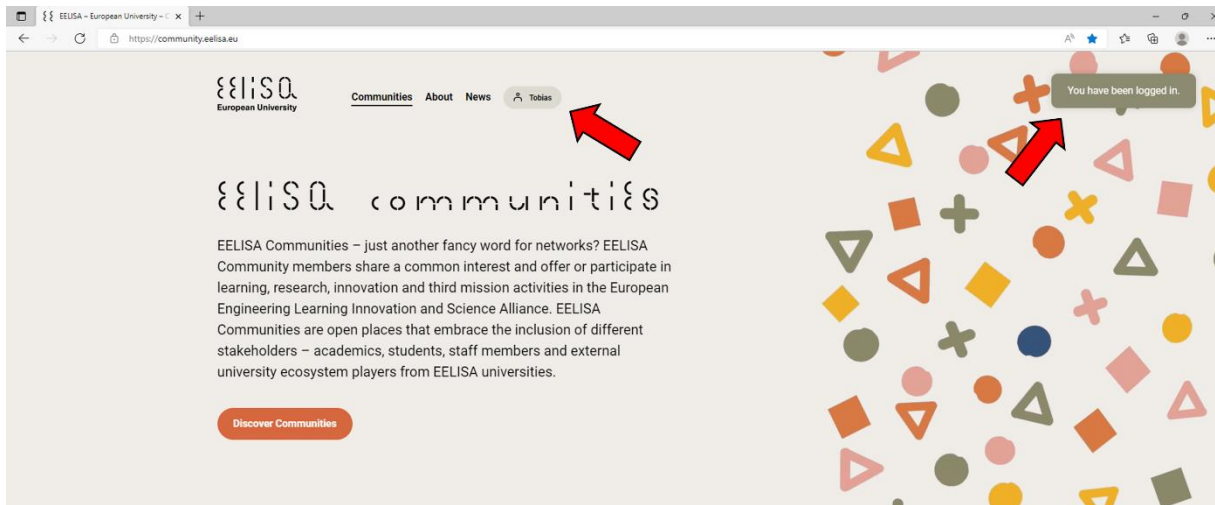 EELISA – European University – C
https://community.eelisa.eu
EELISA
European University
Communities About News Tobias
You have been logged in.
EELISA communities
EELISA Communities – just another fancy word for networks? EELISA
Community members share a common interest and offer or participate in
learning, research, innovation and third mission activities in the European
Engineering Learning Innovation and Science Alliance. EELISA
Communities are open places that embrace the inclusion of different
stakeholders – academics, students, staff members and external
university ecosystem players from EELISA universities.
Discover Communities